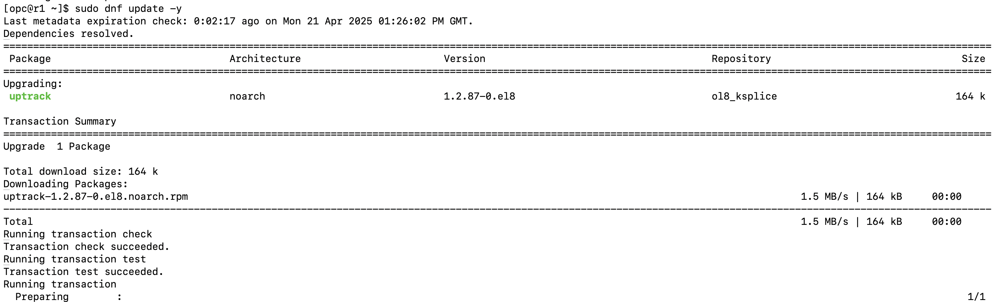 [opc@r1 ~]$ sudo dnf update -y
Last metadata expiration check: 0:02:17 ago on Mon 21 Apr 2025 01:26:02 PM GMT.
Dependencies resolved.
Package Architecture Version Repository Size
Upgrading:
uptrack noarch 1.2.87-0.el8 ol8_ksplice 164 k
Transaction Summary
Upgrade  1 Package
Total download size: 164 k
Downloading Packages:
uptrack-1.2.87-0.el8.noarch.rpm 1.5 MB/s | 164 kB 00:00
Total 1.5 MB/s | 164 kB 00:00
Running transaction check
Transaction check succeeded.
Running transaction test
Transaction test succeeded.
Running transaction
Preparing : 1/1